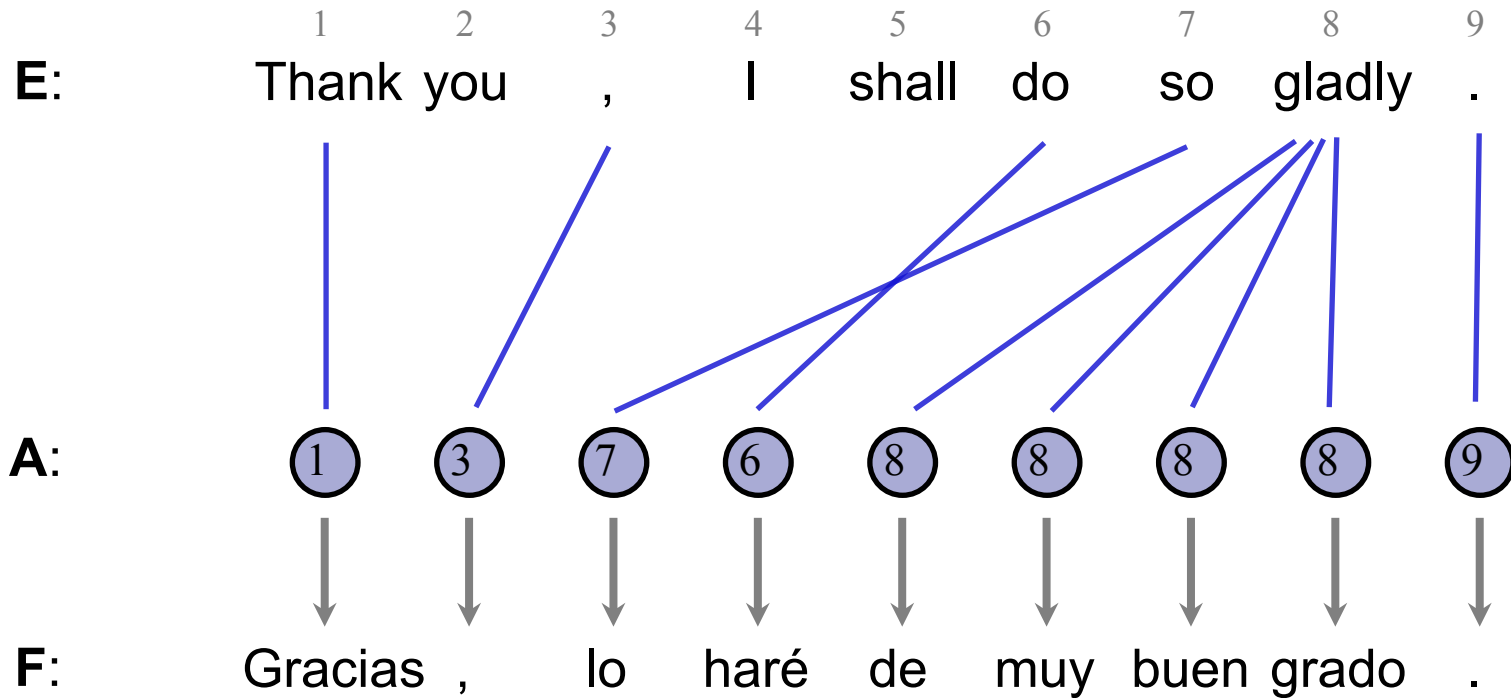 1 2 3 4 5 6 7 8 9
E: Thank you , I shall do so gladly .
A: 1 3 7 6 8 8 8 8 9
F: Gracias , lo haré de muy buen grado .